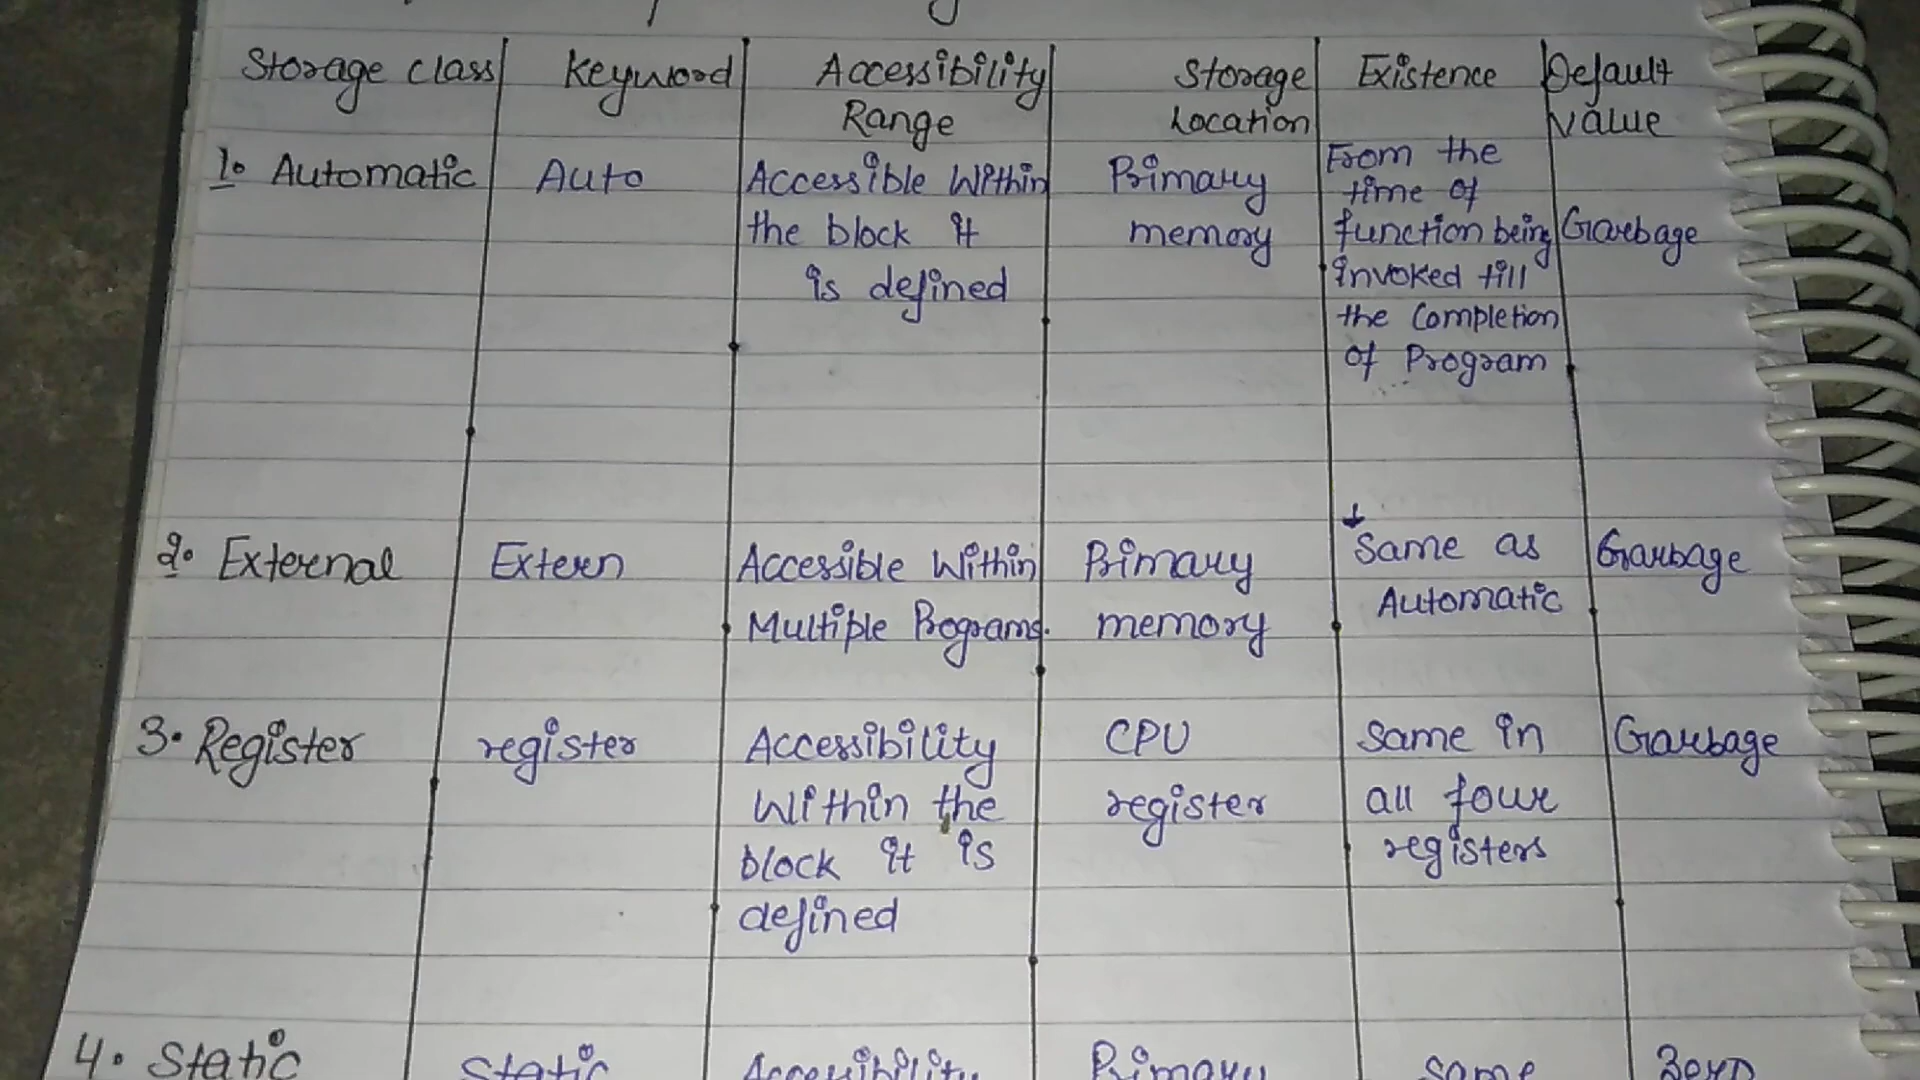 Storage class Keyword Accessibility Range Storage Location Existence Default value
1. Automatic Auto Accessible Within the block it is defined Primary memory From the time of function being invoked till the Completion of Program Garbage
2. External Extern Accessible Within Multiple Programs. Primary memory Same as Automatic Garbage
3. Register register Accessibility Within the block it is defined CPU register Same in all four registers Garbage
4. Static Static Accessibility Primary Same Zero